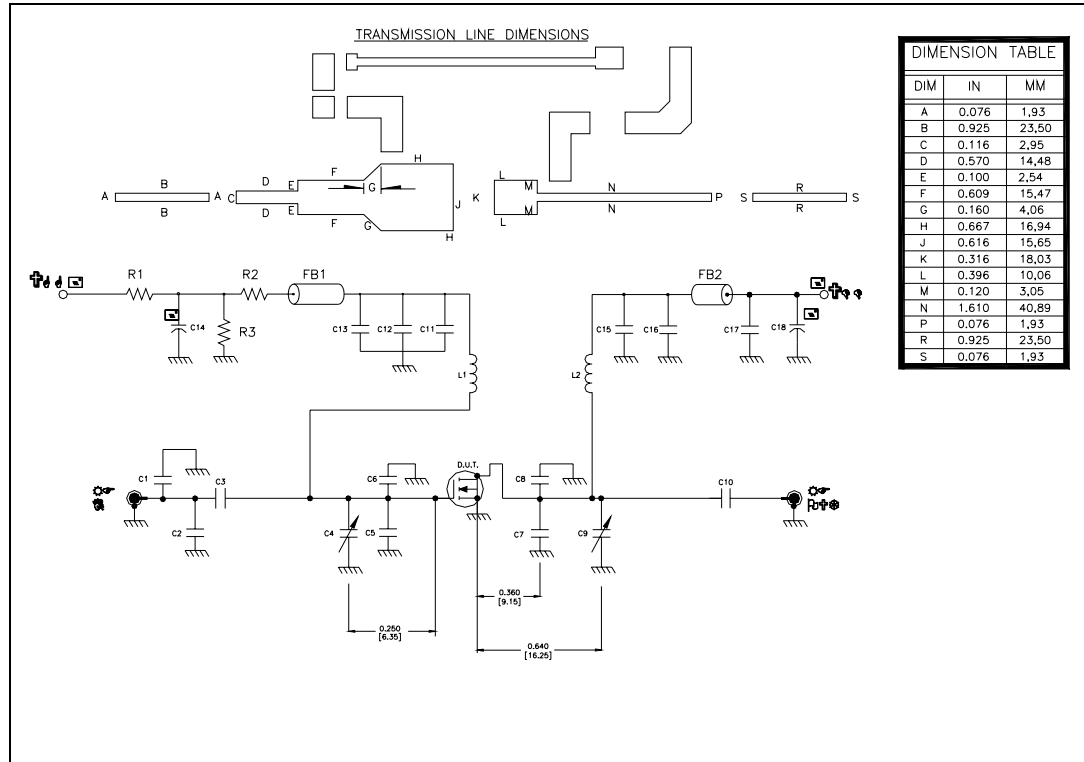 TRANSMISSION LINE DIMENSIONS
DIMENSION TABLE
DIM IN MM
A 0.076 1,93
B 0.925 23,50
C 0.116 2,95
D 0.570 14,48
E 0.100 2,54
F 0.609 15,47
G 0.160 4,06
H 0.667 16,94
J 0.616 15,65
K 0.316 18,03
L 0.396 10,06
M 0.120 3,05
N 1.610 40,89
P 0.076 1,93
R 0.925 23,50
S 0.076 1,93
H
F
G
L
D E
M
N
B
R
A A C
J K
P S S
B
D E
F
G
H
M
L
N
R
R1 R2 FB1 FB2
C14 R3 C13 C12 C11
C15 C16 C17 C18
L1 L2
D.U.T.
C1 C3 C6 C8 C10
C2 C4 C5 C7 C9
0.360
[9.15]
0.250
[6.35]
0.640
[16.25]